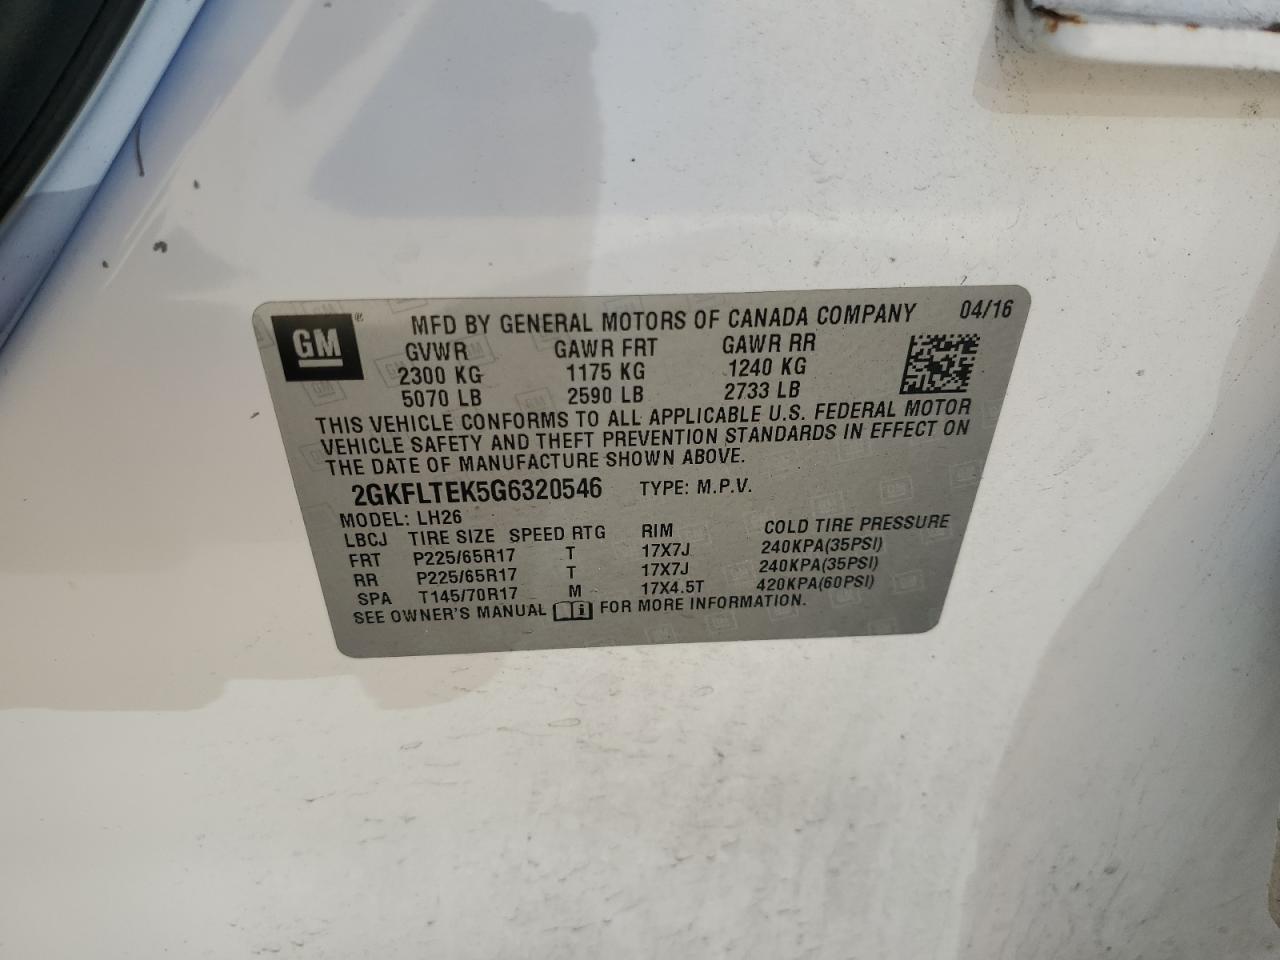 GM
MFD BY GENERAL MOTORS OF CANADA COMPANY 04/16
GVWR GAWR FRT GAWR RR
2300 KG 1175 KG 1240 KG
5070 LB 2590 LB 2733 LB
THIS VEHICLE CONFORMS TO ALL APPLICABLE U.S. FEDERAL MOTOR
VEHICLE SAFETY AND THEFT PREVENTION STANDARDS IN EFFECT ON
THE DATE OF MANUFACTURE SHOWN ABOVE.
2GKFLTEK5G6320546 TYPE: M.P.V.
MODEL: LH26
LBCJ TIRE SIZE SPEED RTG RIM COLD TIRE PRESSURE
FRT P225/65R17 T 17X7J 240KPA(35PSI)
RR P225/65R17 T 17X7J 240KPA(35PSI)
SPA T145/70R17 M 17X4.5T 420KPA(60PSI)
SEE OWNER'S MANUAL FOR MORE INFORMATION.